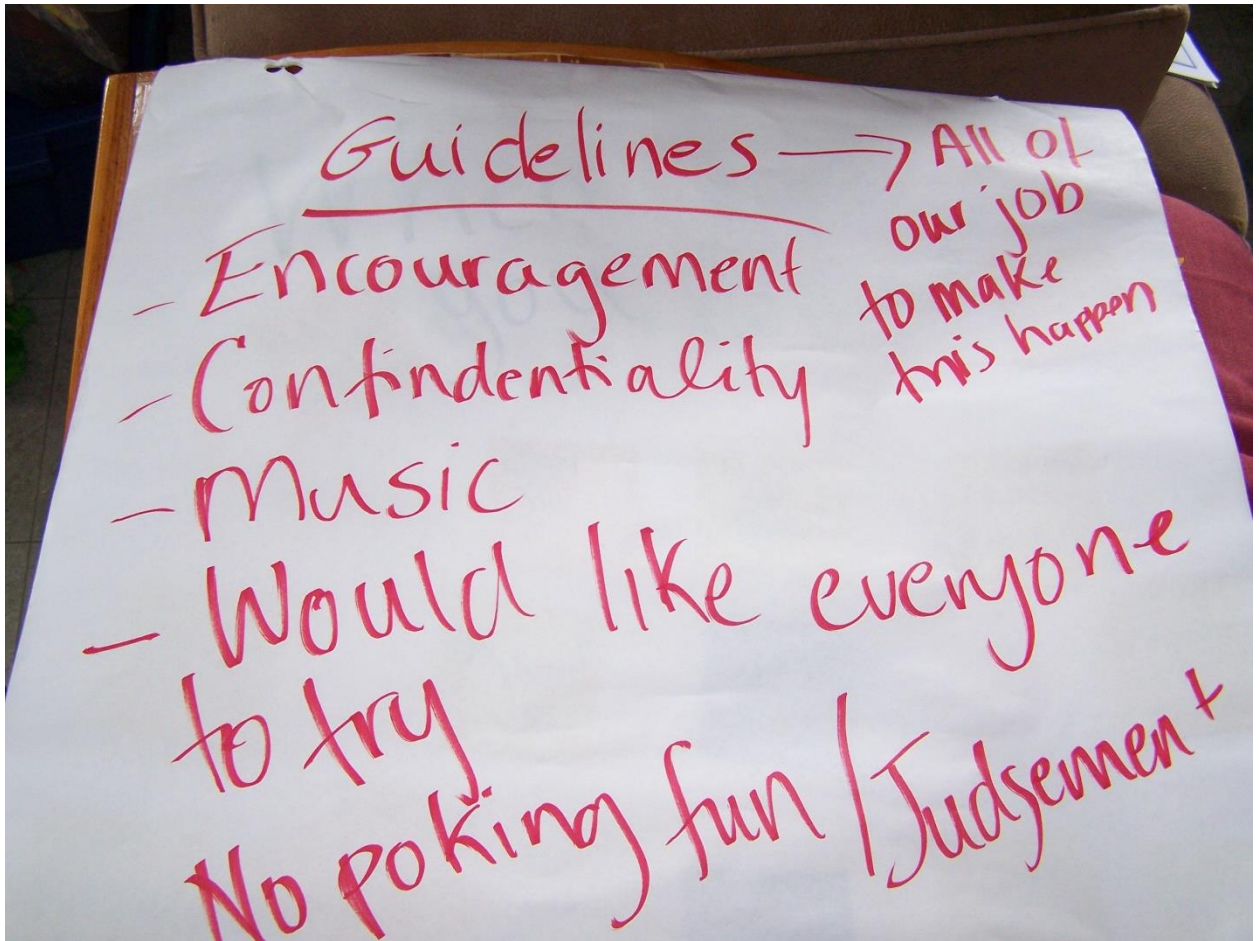 Guidelines → All of
our job
to make
this happen
- Encouragement
- Confindentiality
- Music
- Would like everyone
to try
No poking fun / Judgement